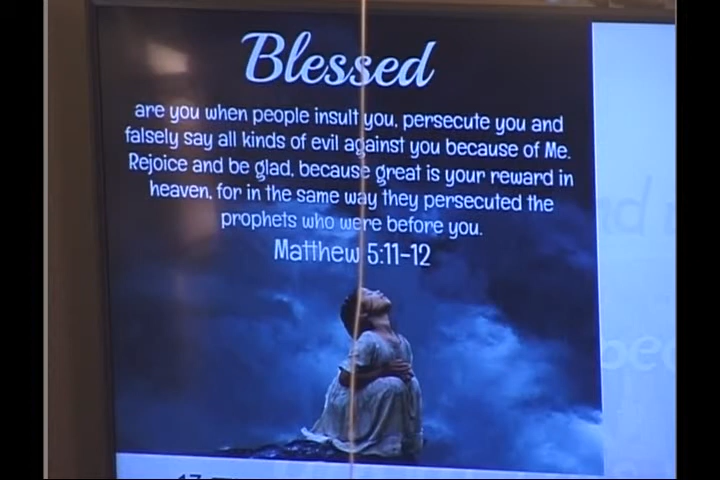 Blessed
are you when people insult you, persecute you and
falsely say all kinds of evil against you because of Me.
Rejoice and be glad, because great is your reward in
heaven, for in the same way they persecuted the
prophets who were before you.
Matthew 5:11-12